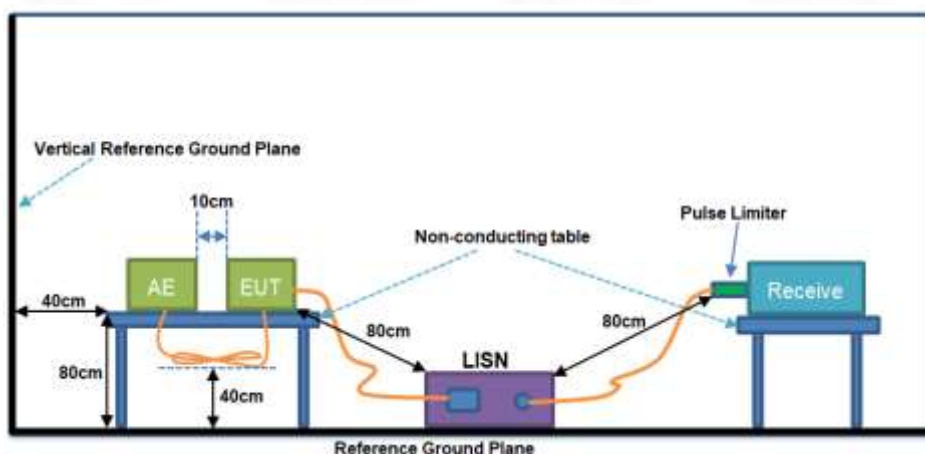 Vertical Reference Ground Plane
10cm
Pulse Limiter
Non-conducting table
AE
EUT
Receive
40cm
80cm
80cm
LISN
80cm
40cm
Reference Ground Plane